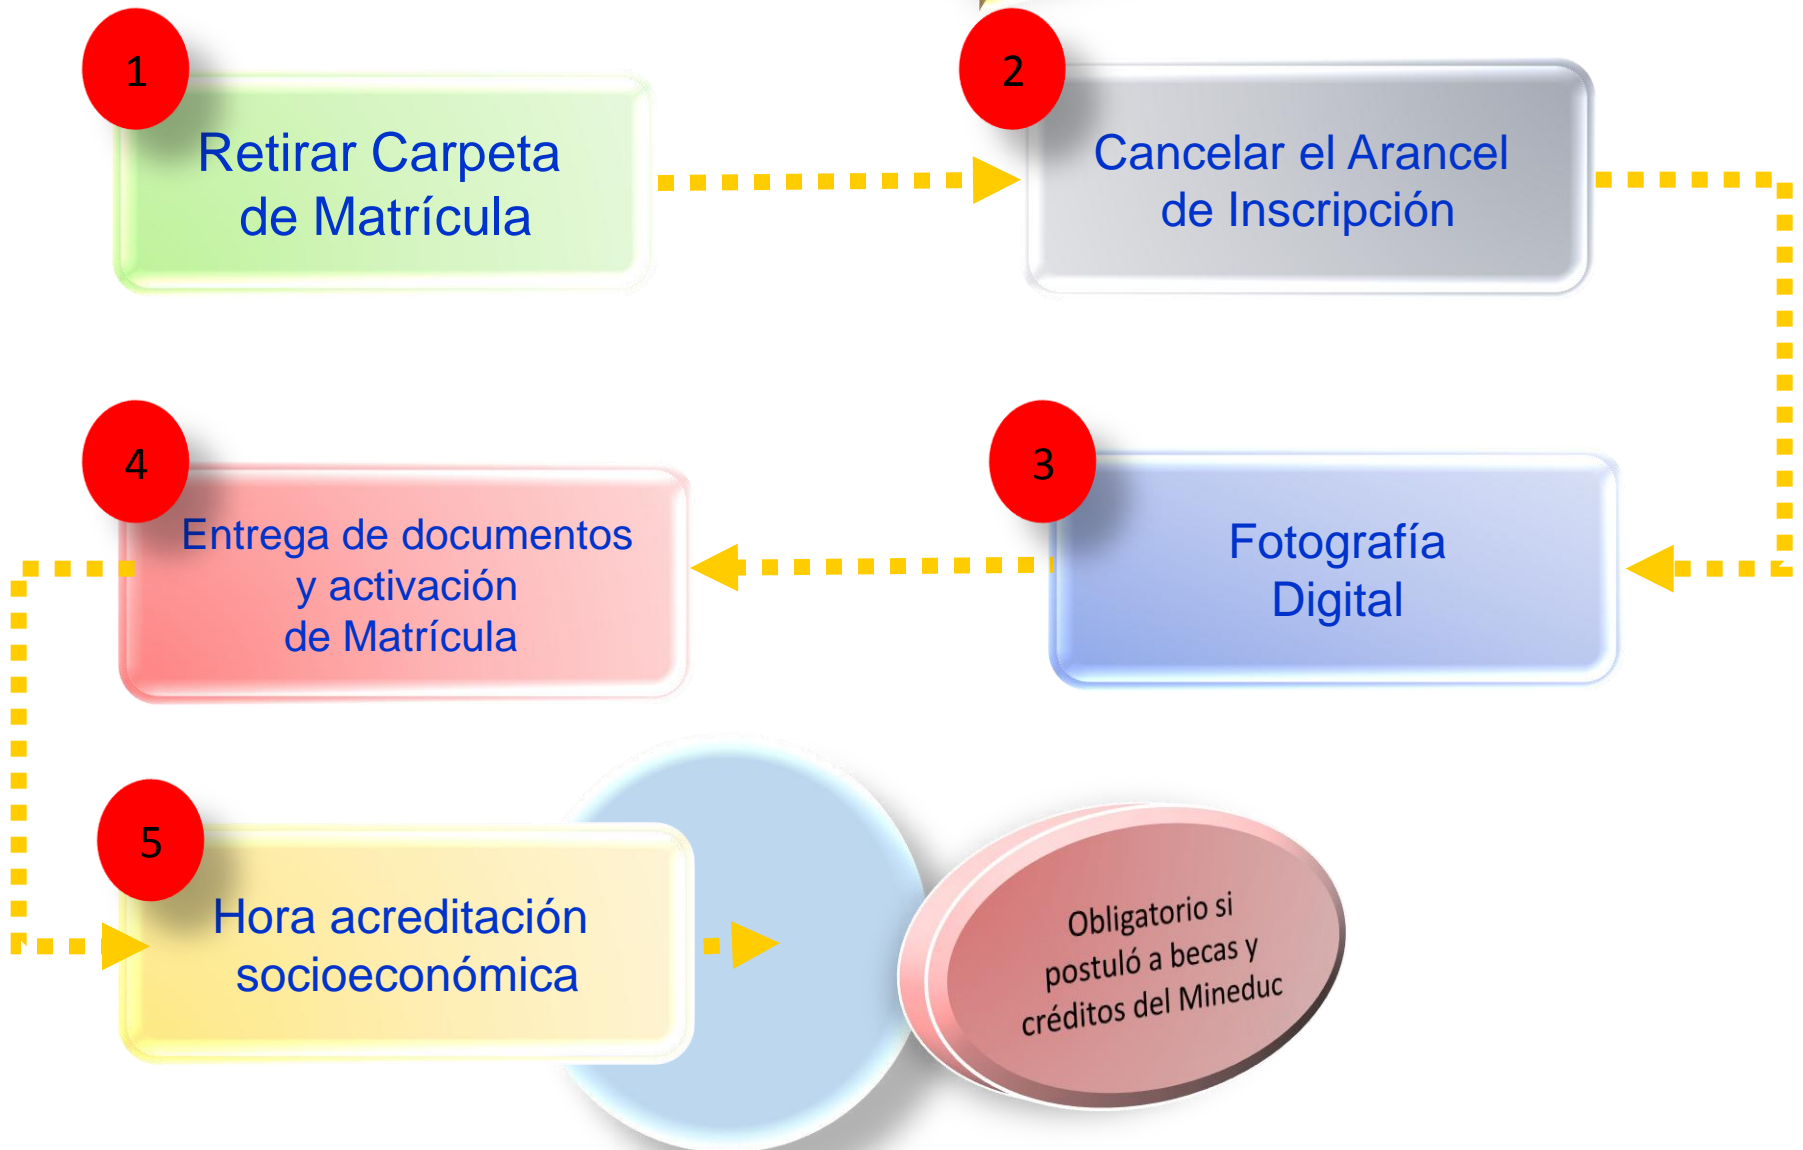 1
Retirar Carpeta
de Matrícula
2
Cancelar el Arancel
de Inscripción
3
Fotografía
Digital
4
Entrega de documentos
y activación
de Matrícula
5
Hora acreditación
socioeconómica
Obligatorio si
postuló a becas y
créditos del Mineduc